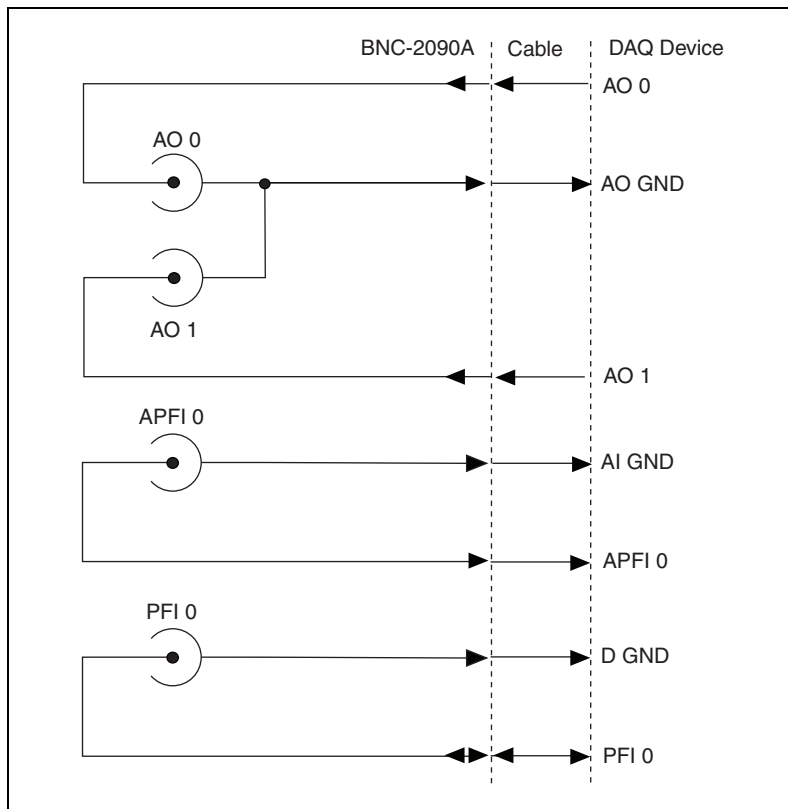 BNC-2090A Cable DAQ Device
AO 0
AO 0
AO GND
AO 1
AO 1
APFI 0
AI GND
APFI 0
PFI 0
D GND
PFI 0